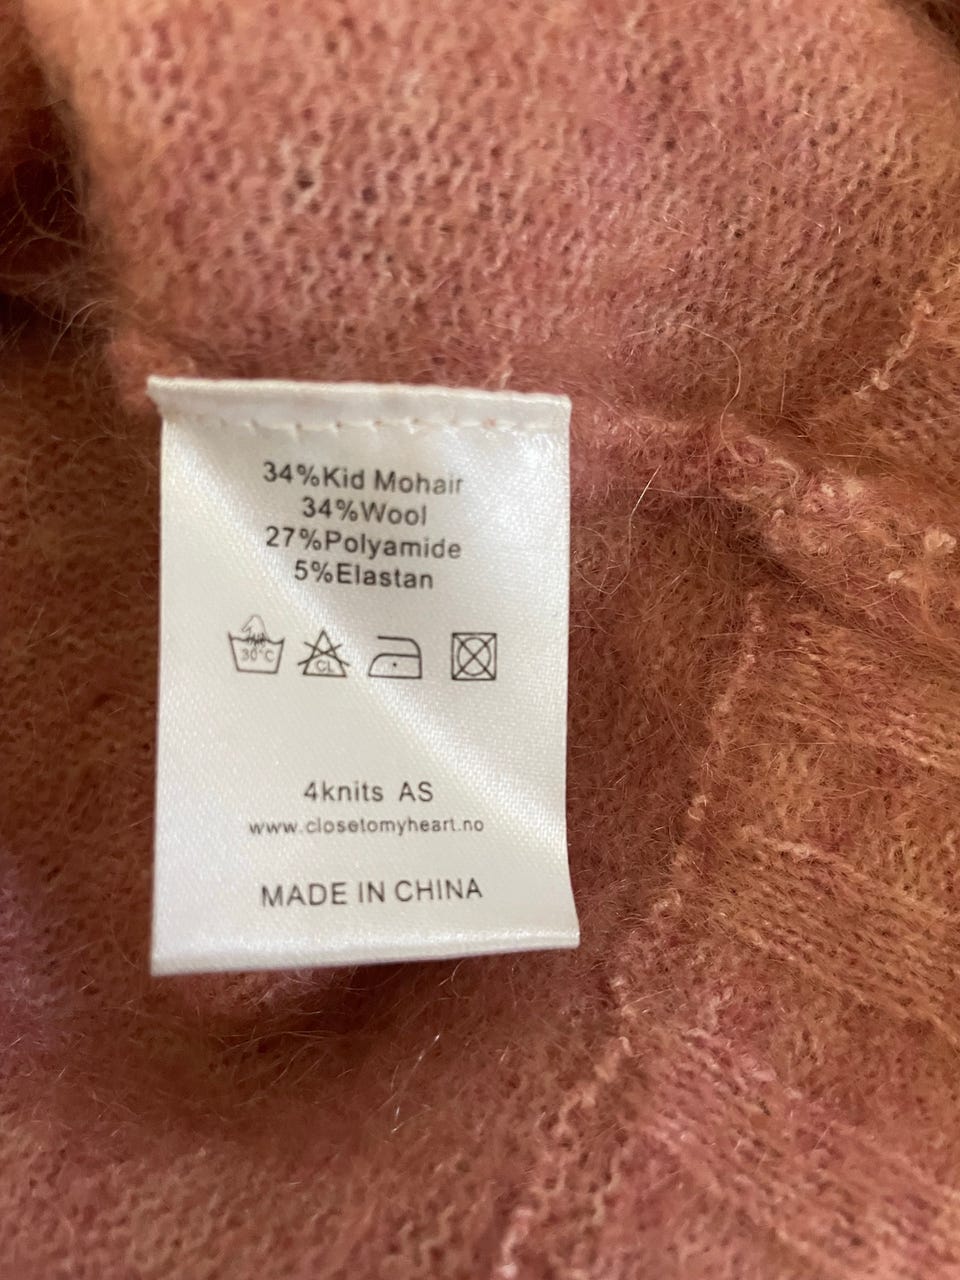 34%Kid Mohair
34%Wool
27%Polyamide
5%Elastan
30°C CL
4knits AS
www.closetomyheart.no
MADE IN CHINA